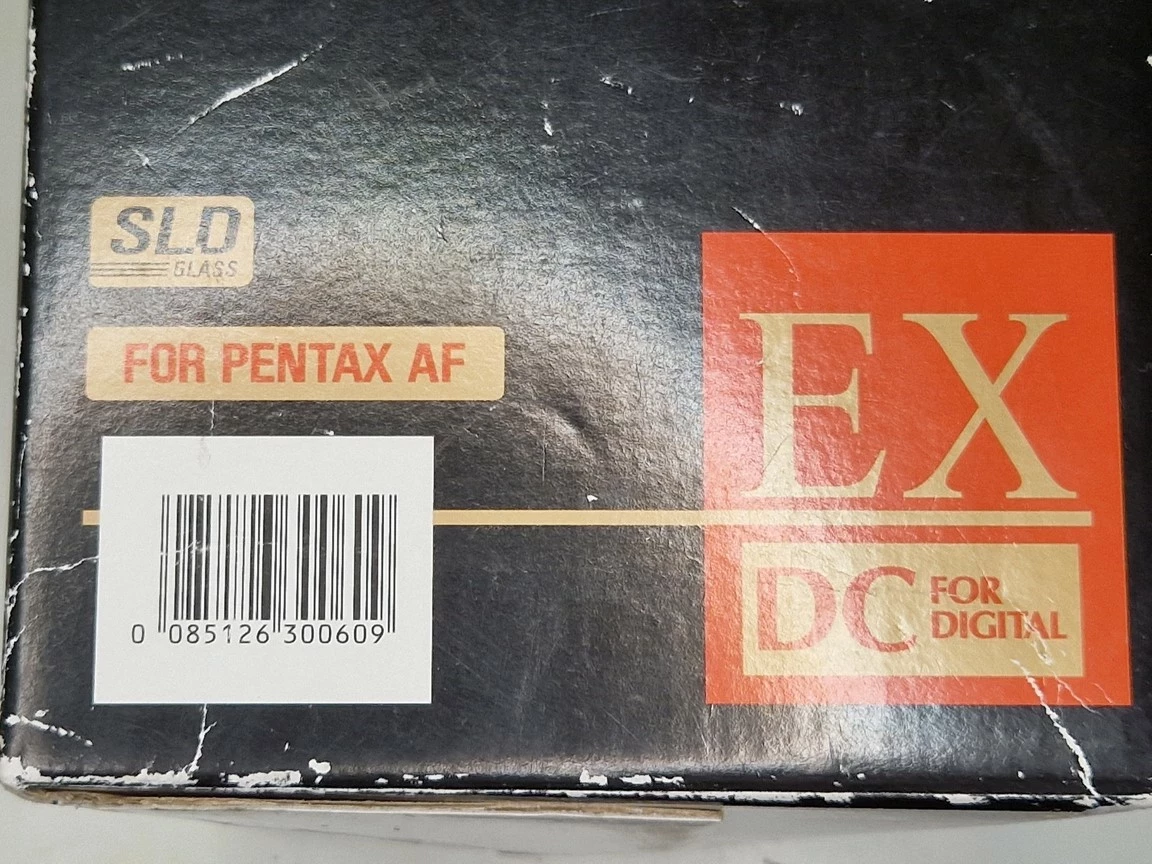 SLD
GLASS
FOR PENTAX AF
0 085126 300609
EX
DC FOR
DIGITAL